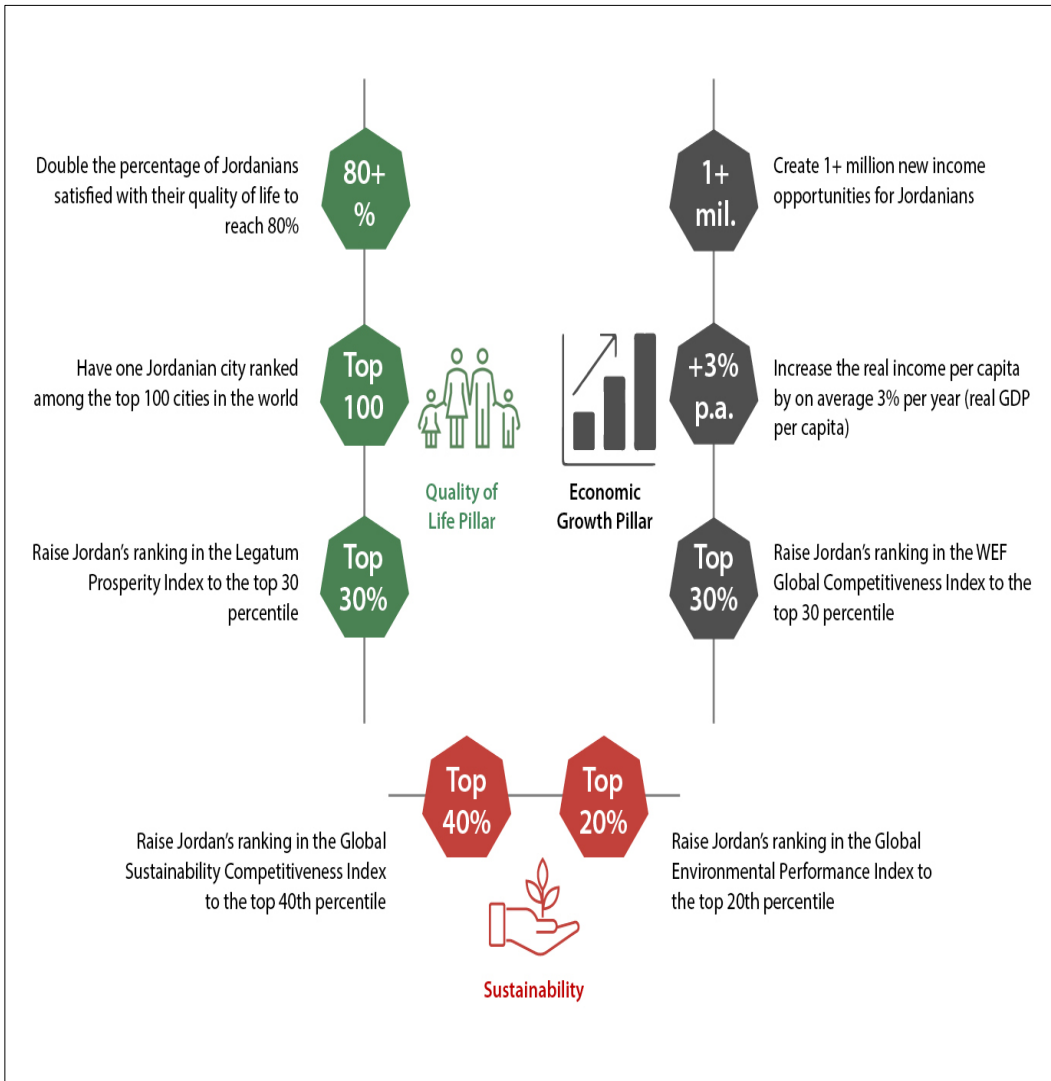 Double the percentage of Jordanians
satisfied with their quality of life to
reach 80%
80+
%
Have one Jordanian city ranked
among the top 100 cities in the world
Top
100
Raise Jordan's ranking in the Legatum
Prosperity Index to the top 30
percentile
Top
30%
Quality of
Life Pillar
Economic
Growth Pillar
1+
mil.
Create 1+ million new income
opportunities for Jordanians
+3%
p.a.
Increase the real income per capita
by on average 3% per year (real GDP
per capita)
Top
30%
Raise Jordan's ranking in the WEF
Global Competitiveness Index to the
top 30 percentile
Top
40%
Raise Jordan's ranking in the Global
Sustainability Competitiveness Index
to the top 40th percentile
Top
20%
Raise Jordan's ranking in the Global
Environmental Performance Index to
the top 20th percentile
Sustainability